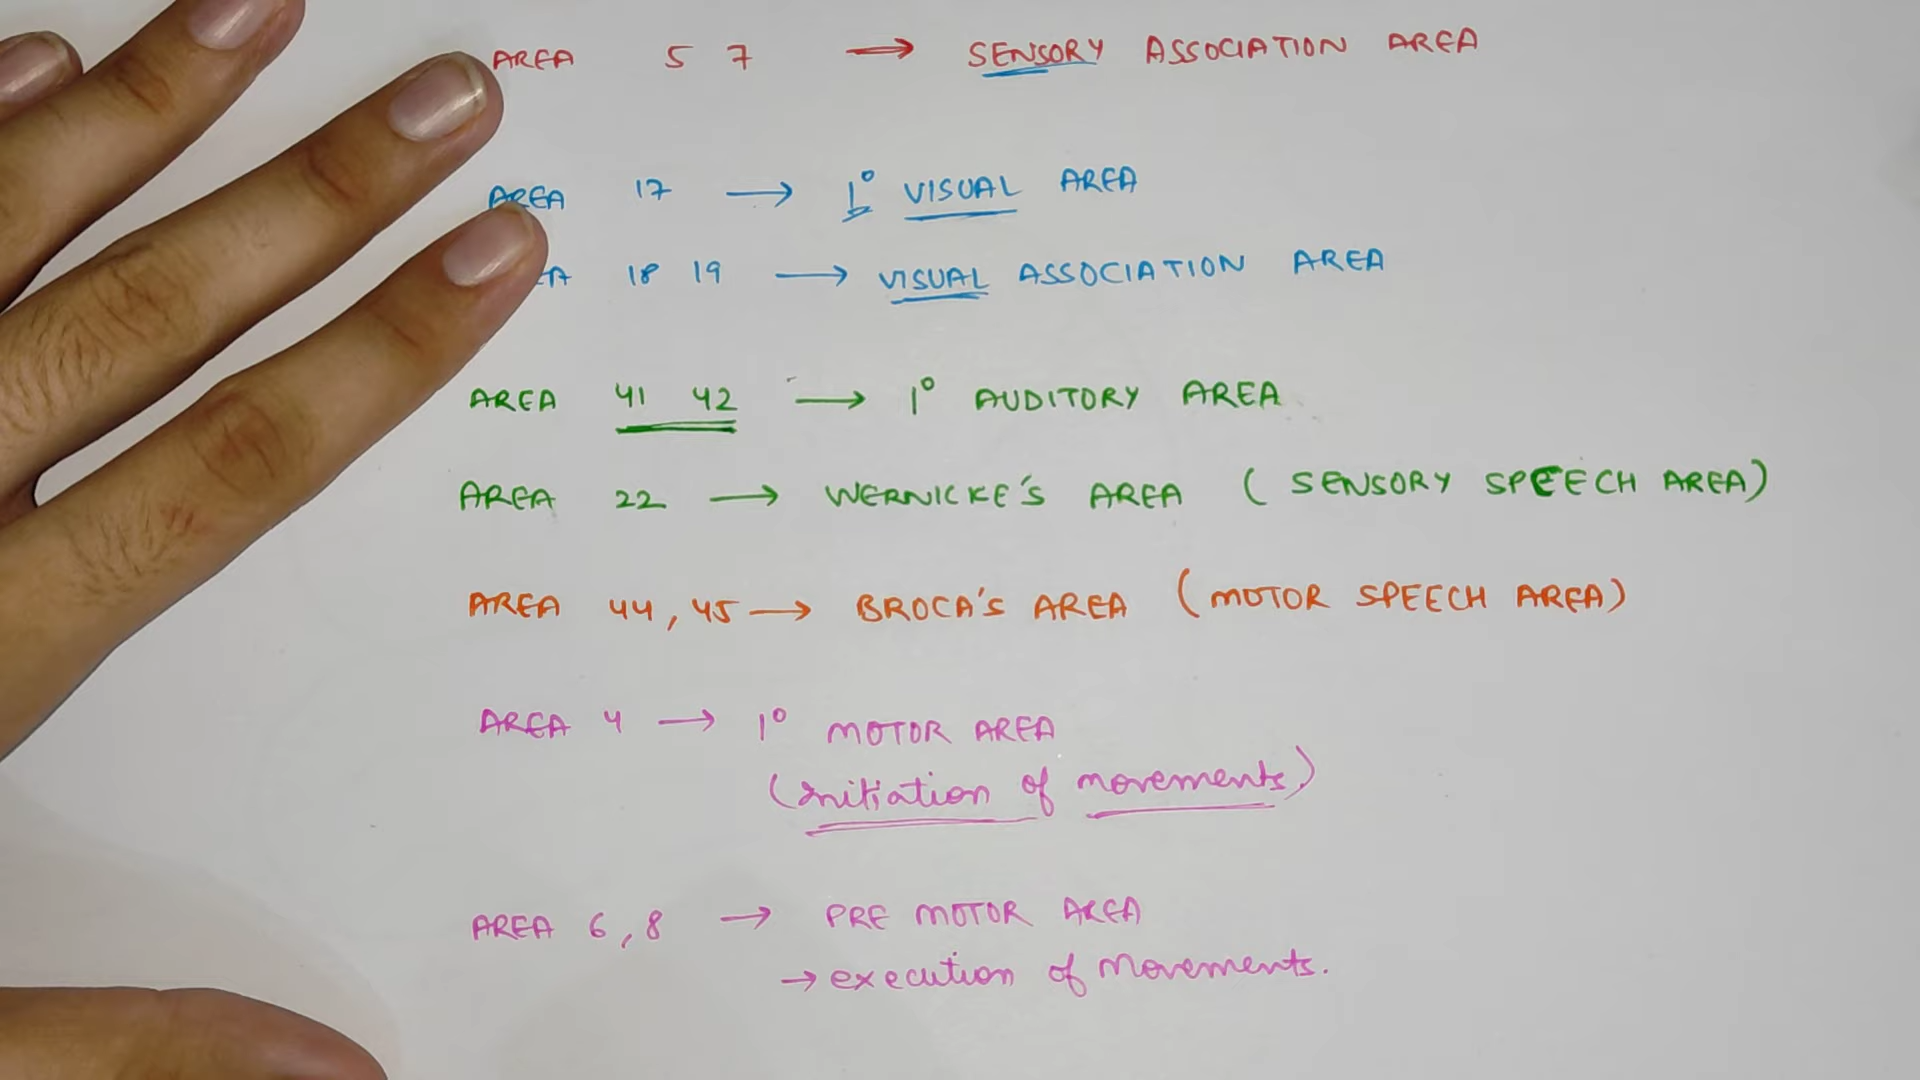 AREA 5 7 → SENSORY ASSOCIATION AREA
AREA 17 → 1° VISUAL AREA
18 19 → VISUAL ASSOCIATION AREA
AREA 41 42 → 1° AUDITORY AREA
AREA 22 → WERNICKE'S AREA (SENSORY SPEECH AREA)
AREA 44, 45 → BROCA'S AREA (MOTOR SPEECH AREA)
AREA 4 → 1° MOTOR AREA
(initiation of movements)
AREA 6, 8 → PRE MOTOR AREA
→ execution of movements.